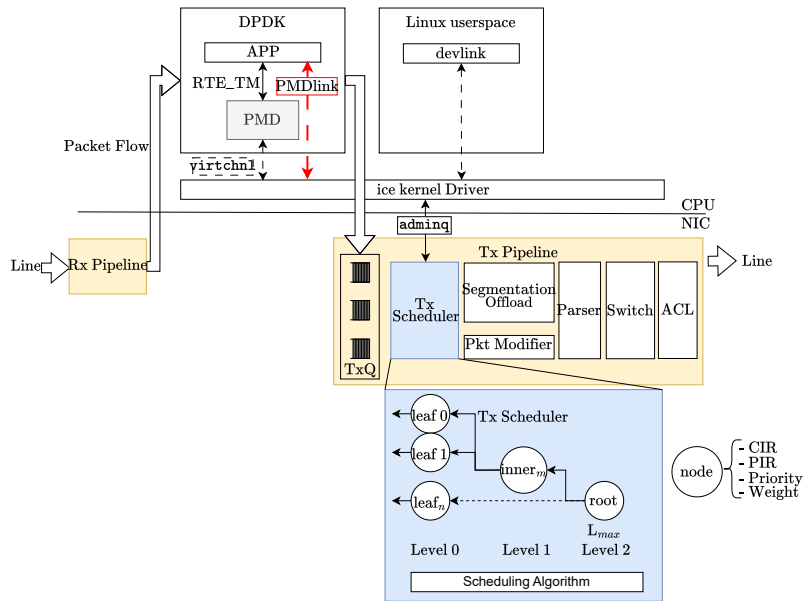 DPDK
Linux userspace
APP
devlink
RTE_TM
PMDlink
PMD
Packet Flow
virtchnl
ice kernel Driver
CPU
NIC
adminq
Line
Rx Pipeline
Tx Pipeline
Line
Tx
Scheduler
Segmentation
Offload
Pkt Modifier
Parser
Switch
ACL
TxQ
Tx Scheduler
leaf 0
leaf 1
inner_m
leaf_n
root
L_max
Level 0
Level 1
Level 2
Scheduling Algorithm
node
- CIR
- PIR
- Priority
- Weight